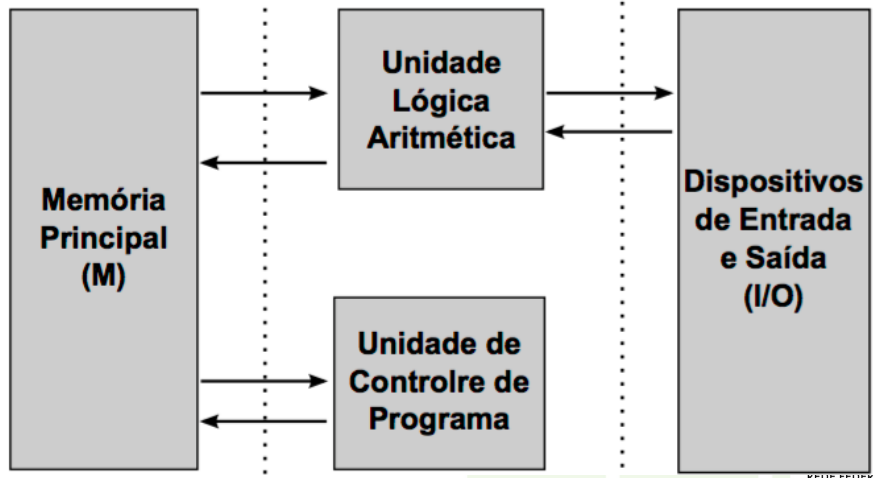 Memória
Principal
(M)
Unidade
Lógica
Aritmética
Unidade de
Controlre de
Programa
Dispositivos
de Entrada
e Saída
(I/O)